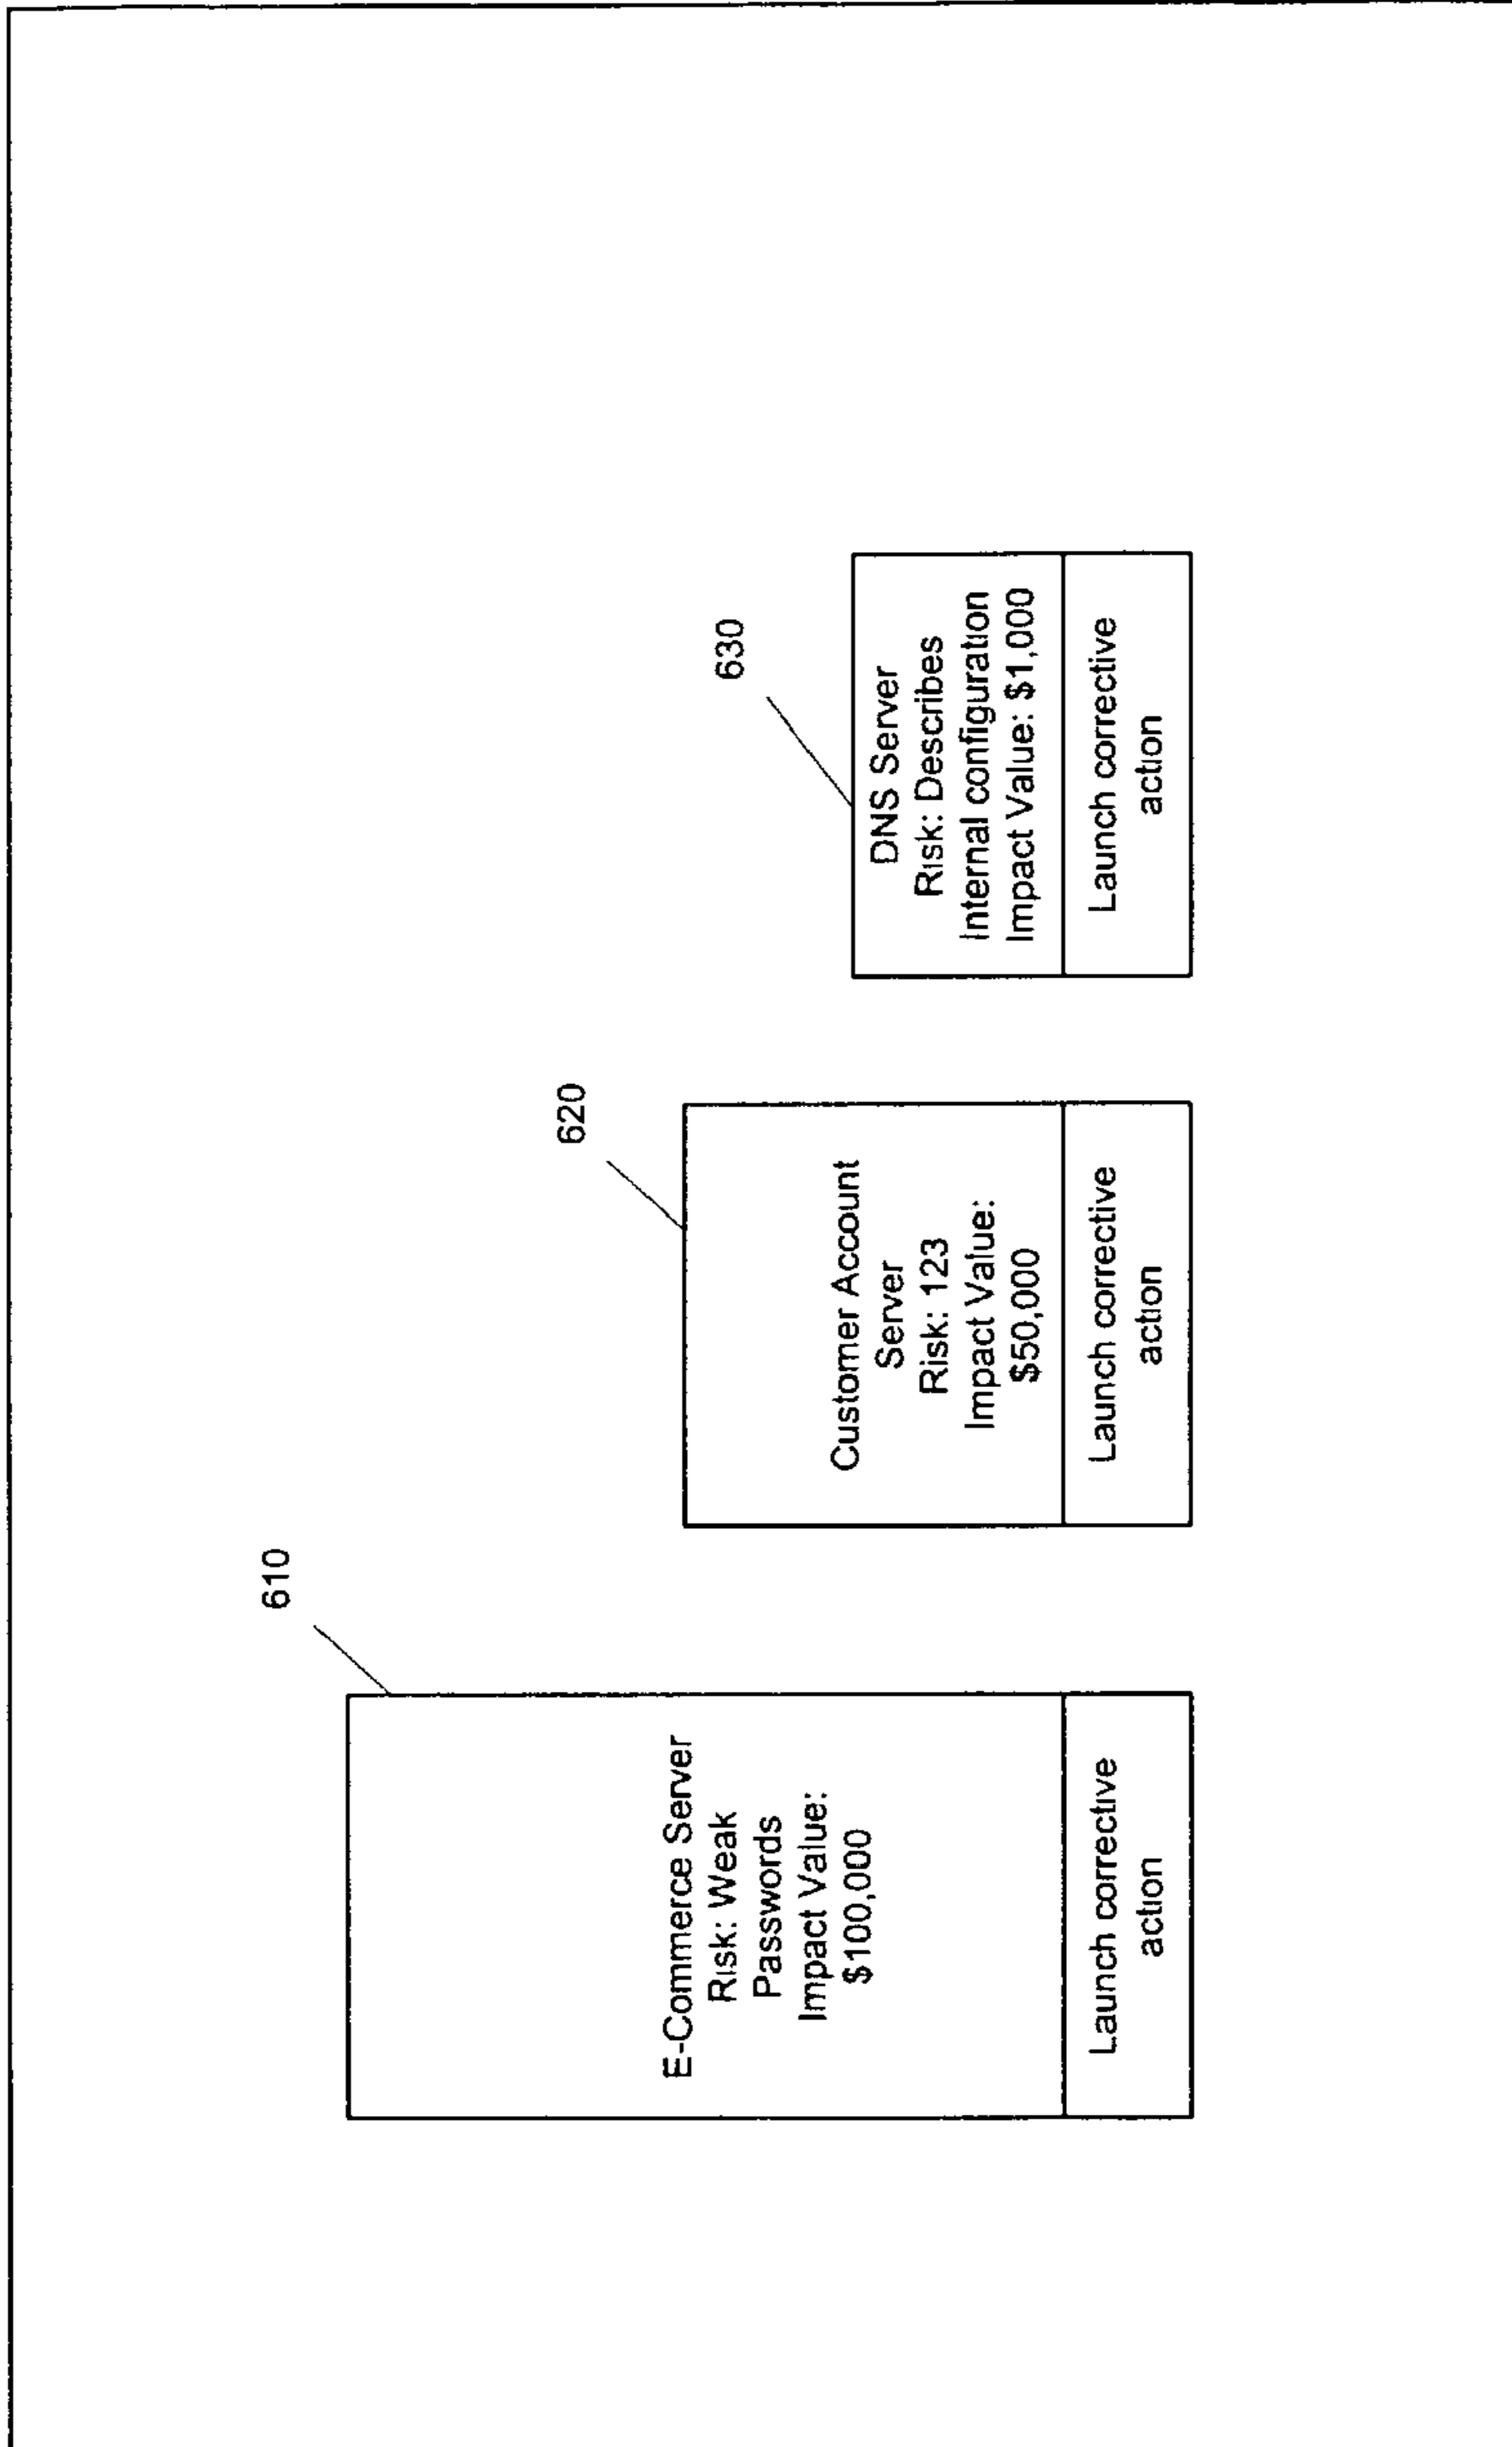 610
E-Commerce Server
Risk: Weak
Passwords
Impact Value:
$100,000
Launch corrective
action
620
Customer Account
Server
Risk: 123
Impact Value:
$50,000
Launch corrective
action
630
DNS Server
Risk: Describes
Internal configuration
Impact Value: $1,000
Launch corrective
action